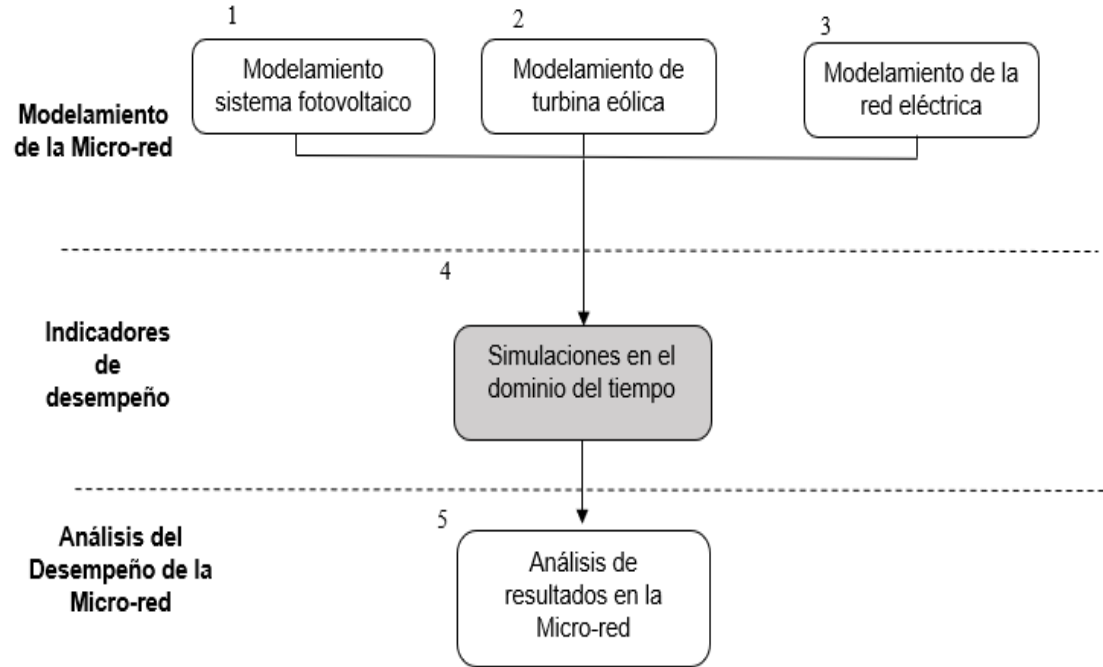 1
Modelamiento
sistema fotovoltaico
2
Modelamiento de
turbina eólica
3
Modelamiento de la
red eléctrica
Modelamiento
de la Micro-red
4
Indicadores
de
desempeño
Simulaciones en el
dominio del tiempo
5
Análisis del
Desempeño de la
Micro-red
Análisis de
resultados en la
Micro-red